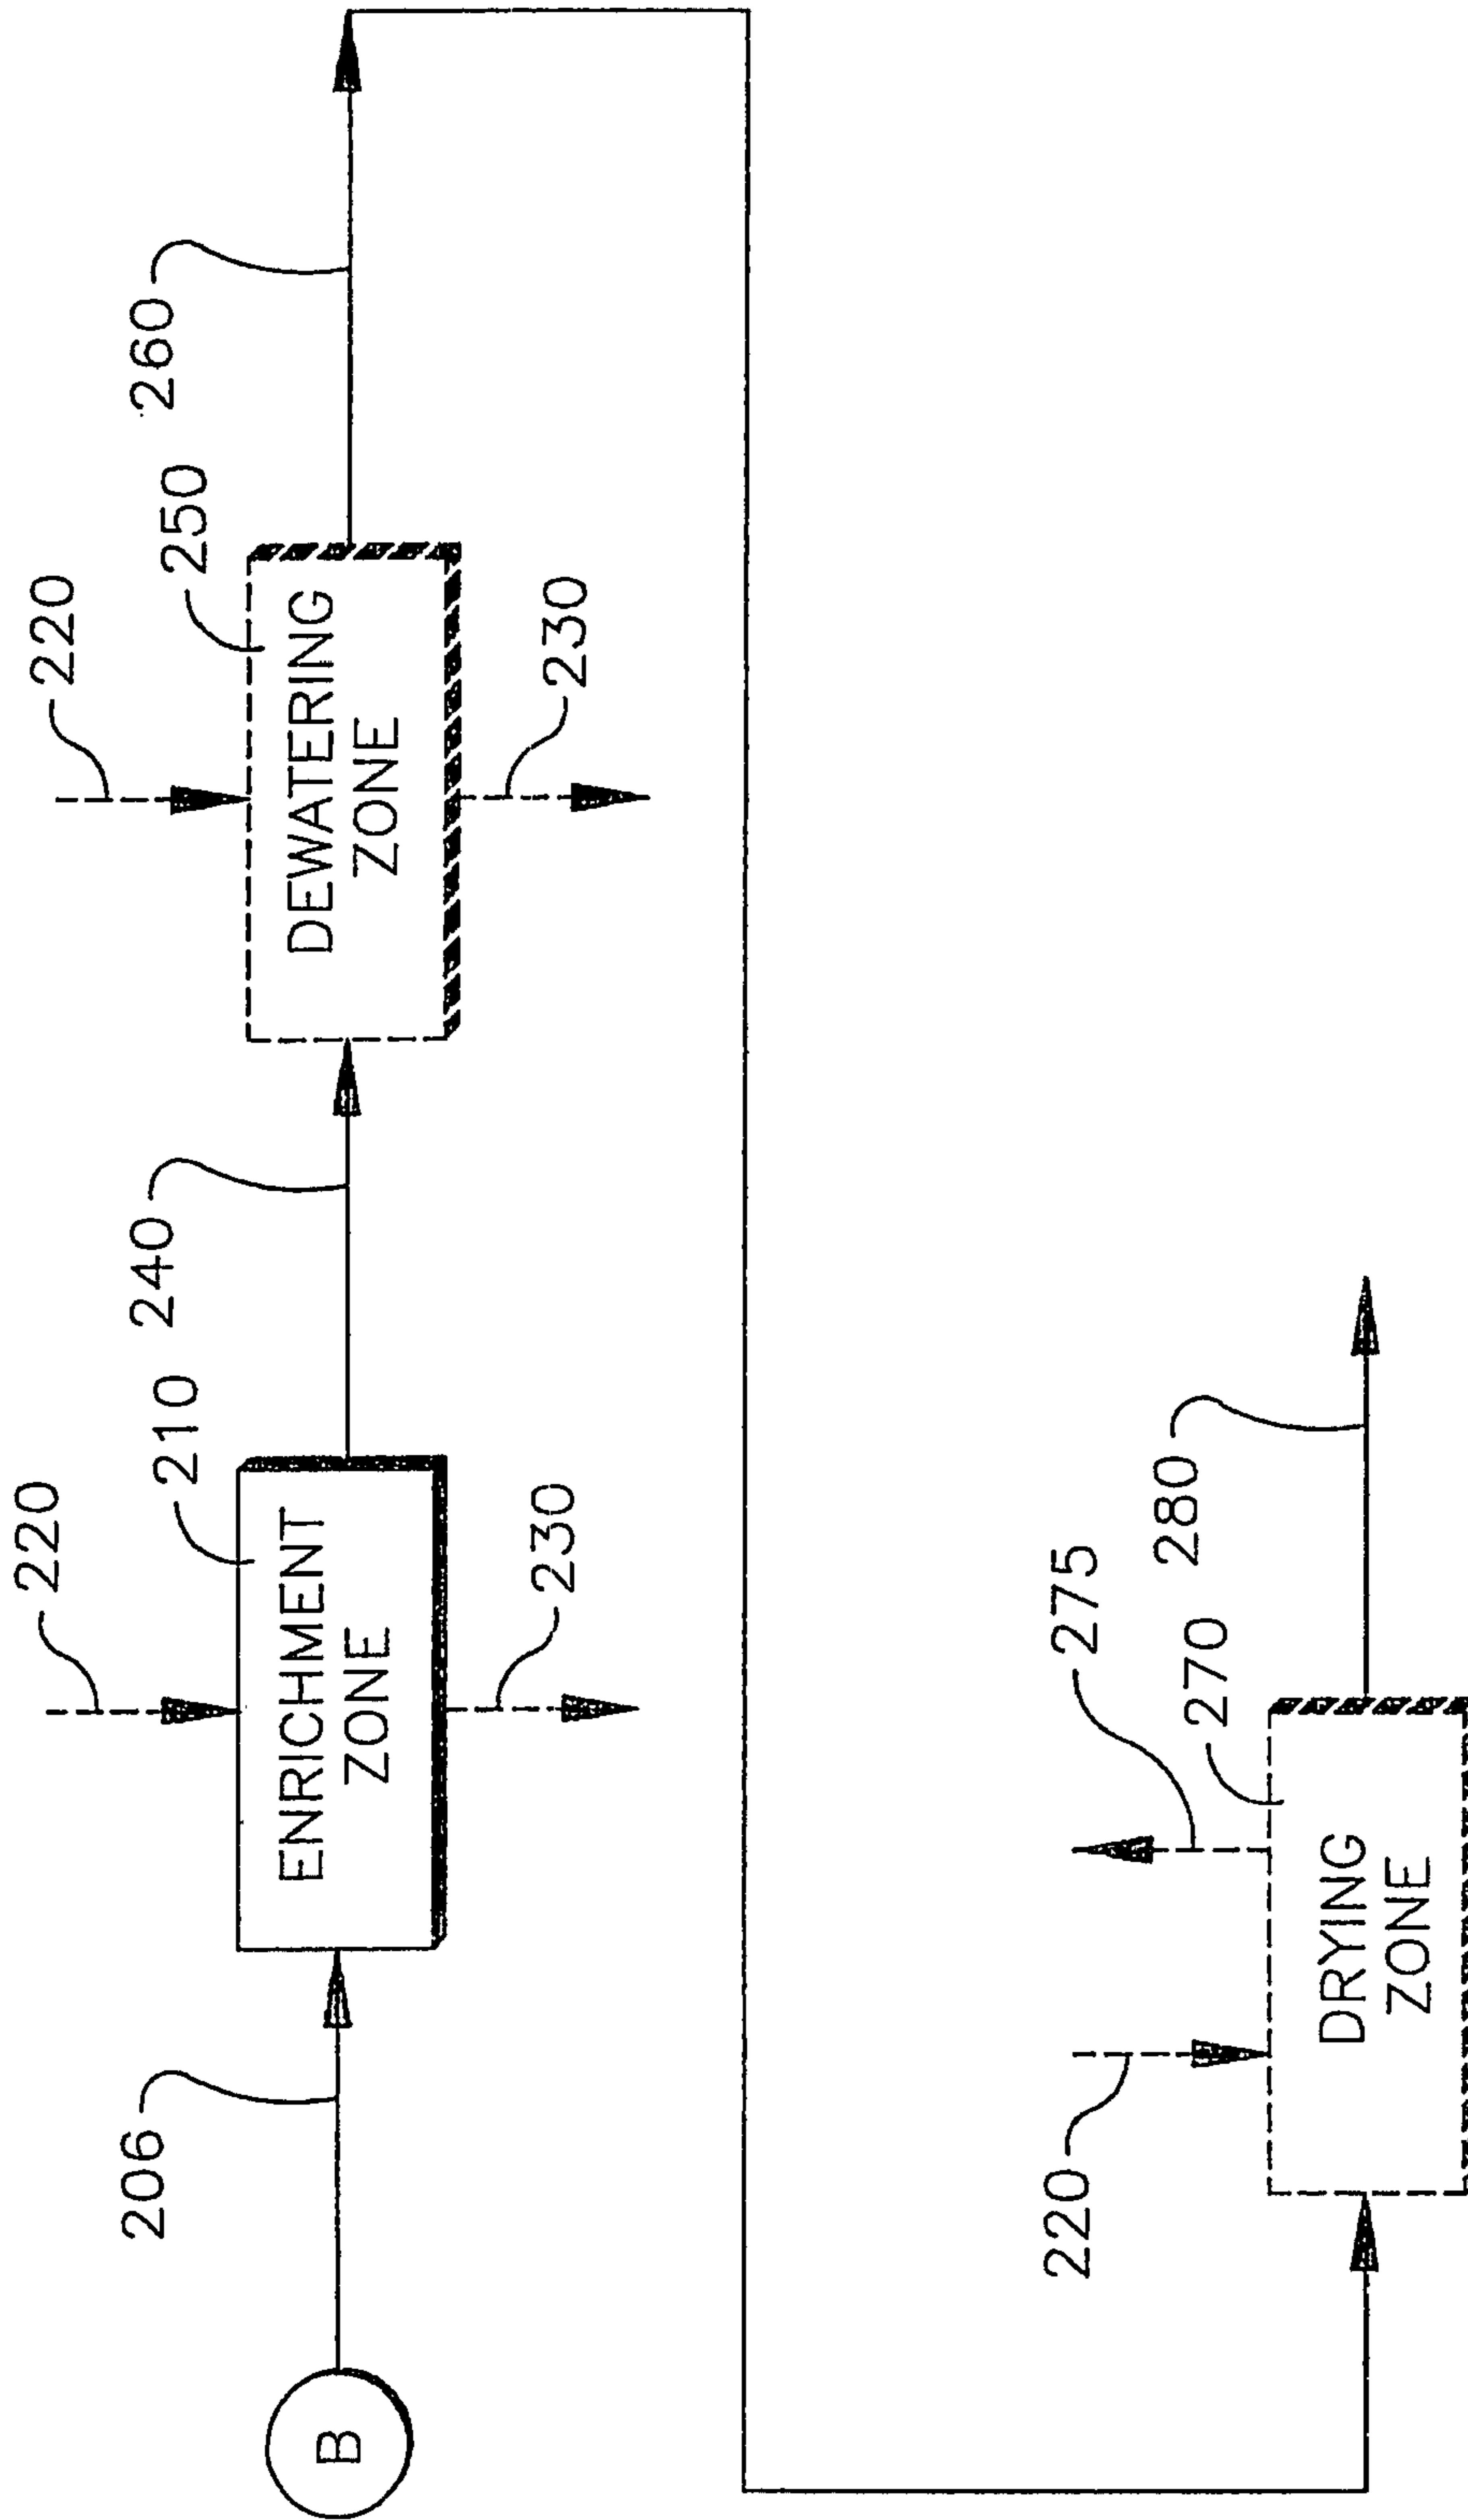 220
220
206
210
240
250
260
B
ENRICHMENT
ZONE
DEWATERING
ZONE
230
230
220
275
270
280
DRYING
ZONE